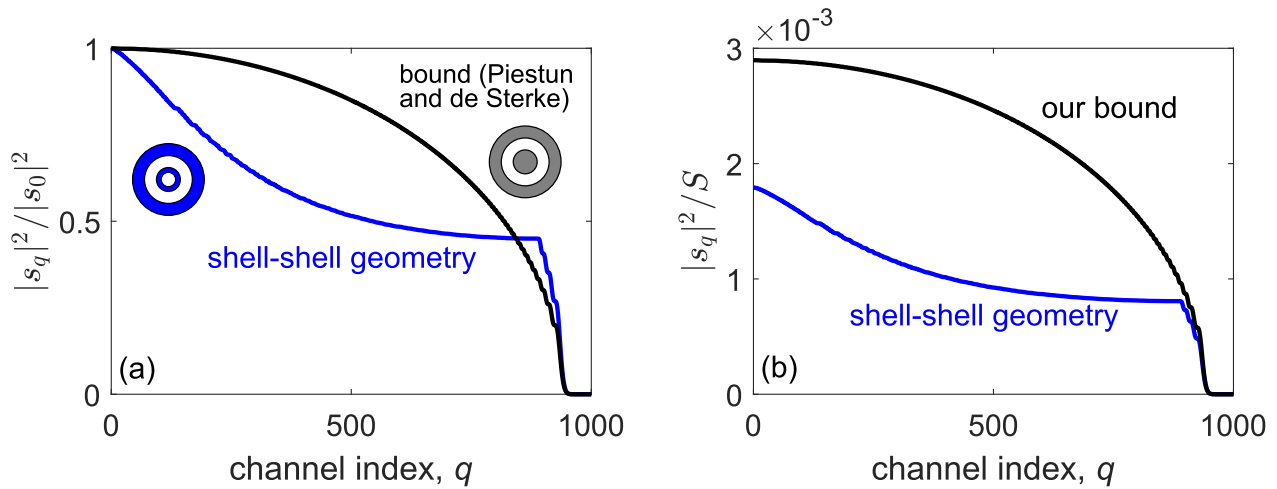 1
0.5
0
|s_q|^2/|s_0|^2
bound (Piestun
and de Sterke)
shell-shell geometry
(a)
0 500 1000
channel index, q
×10^-3
3
2
1
0
|s_q|^2/S
our bound
shell-shell geometry
(b)
0 500 1000
channel index, q